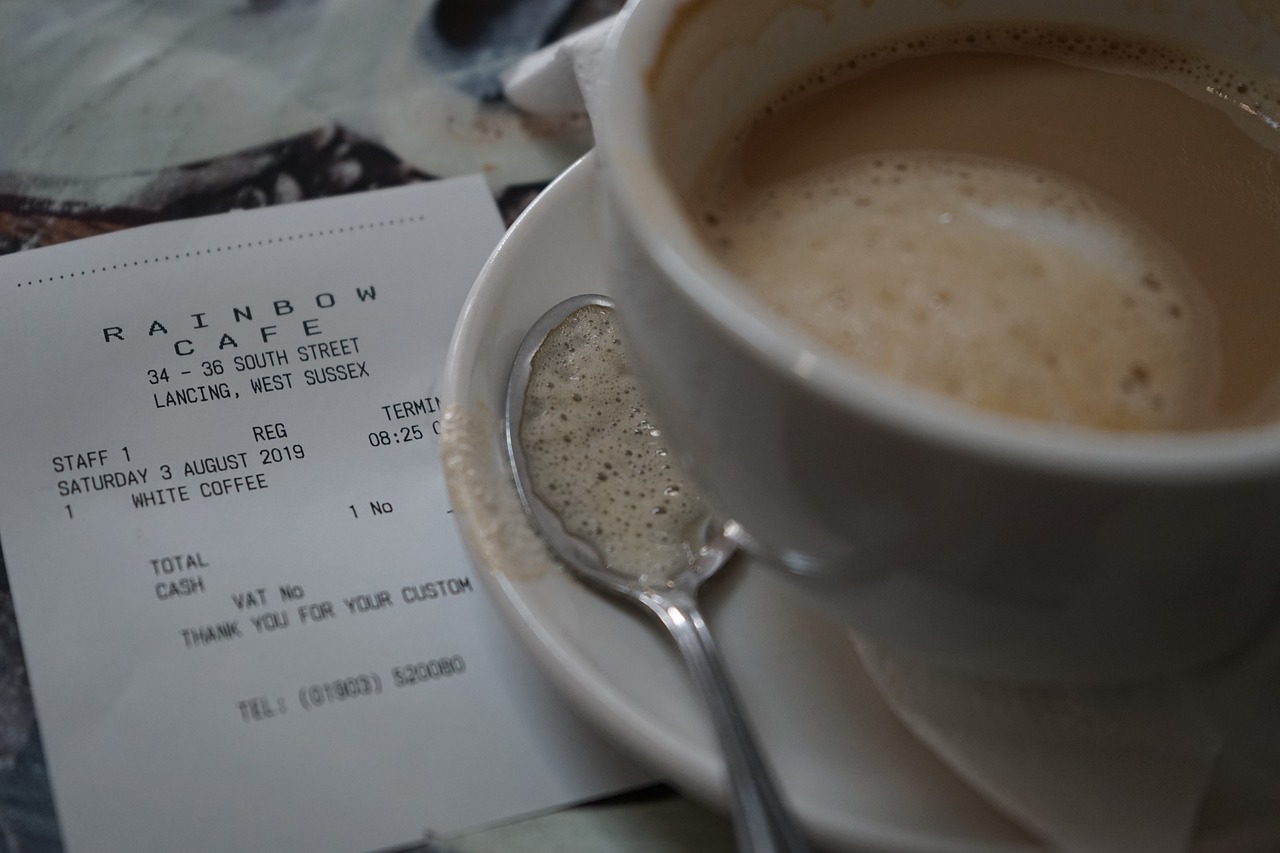 RAINBOW
CAFE
34 - 36 SOUTH STREET
LANCING, WEST SUSSEX
REG TERMIN
STAFF 1 08:25
SATURDAY 3 AUGUST 2019
1 WHITE COFFEE
1 No
TOTAL
CASH
VAT No
THANK YOU FOR YOUR CUSTOM
TEL: (01903) 520080